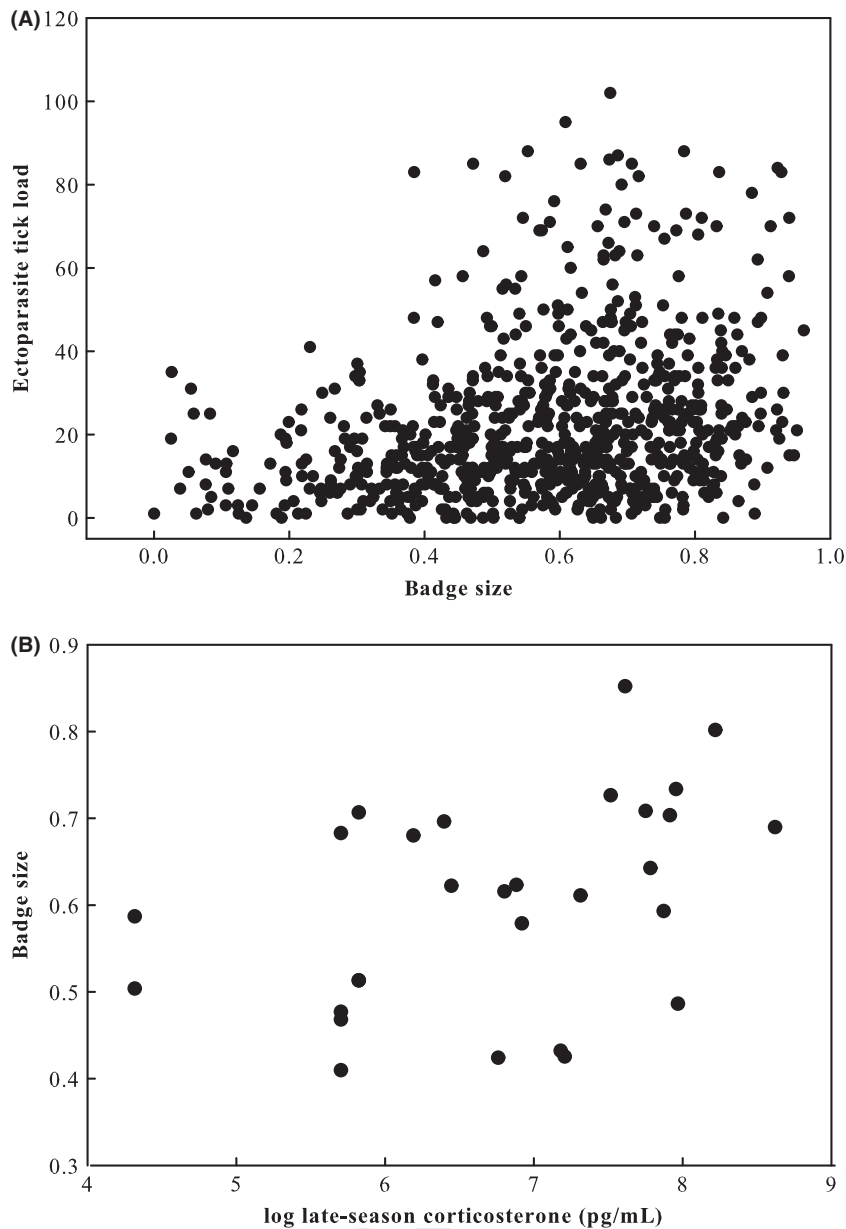 (A)
120
100
80
60
40
20
0
Ectoparasite tick load
0.0 0.2 0.4 0.6 0.8 1.0
Badge size
(B)
0.9
0.8
0.7
0.6
0.5
0.4
0.3
Badge size
4 5 6 7 8 9
log late-season corticosterone (pg/mL)